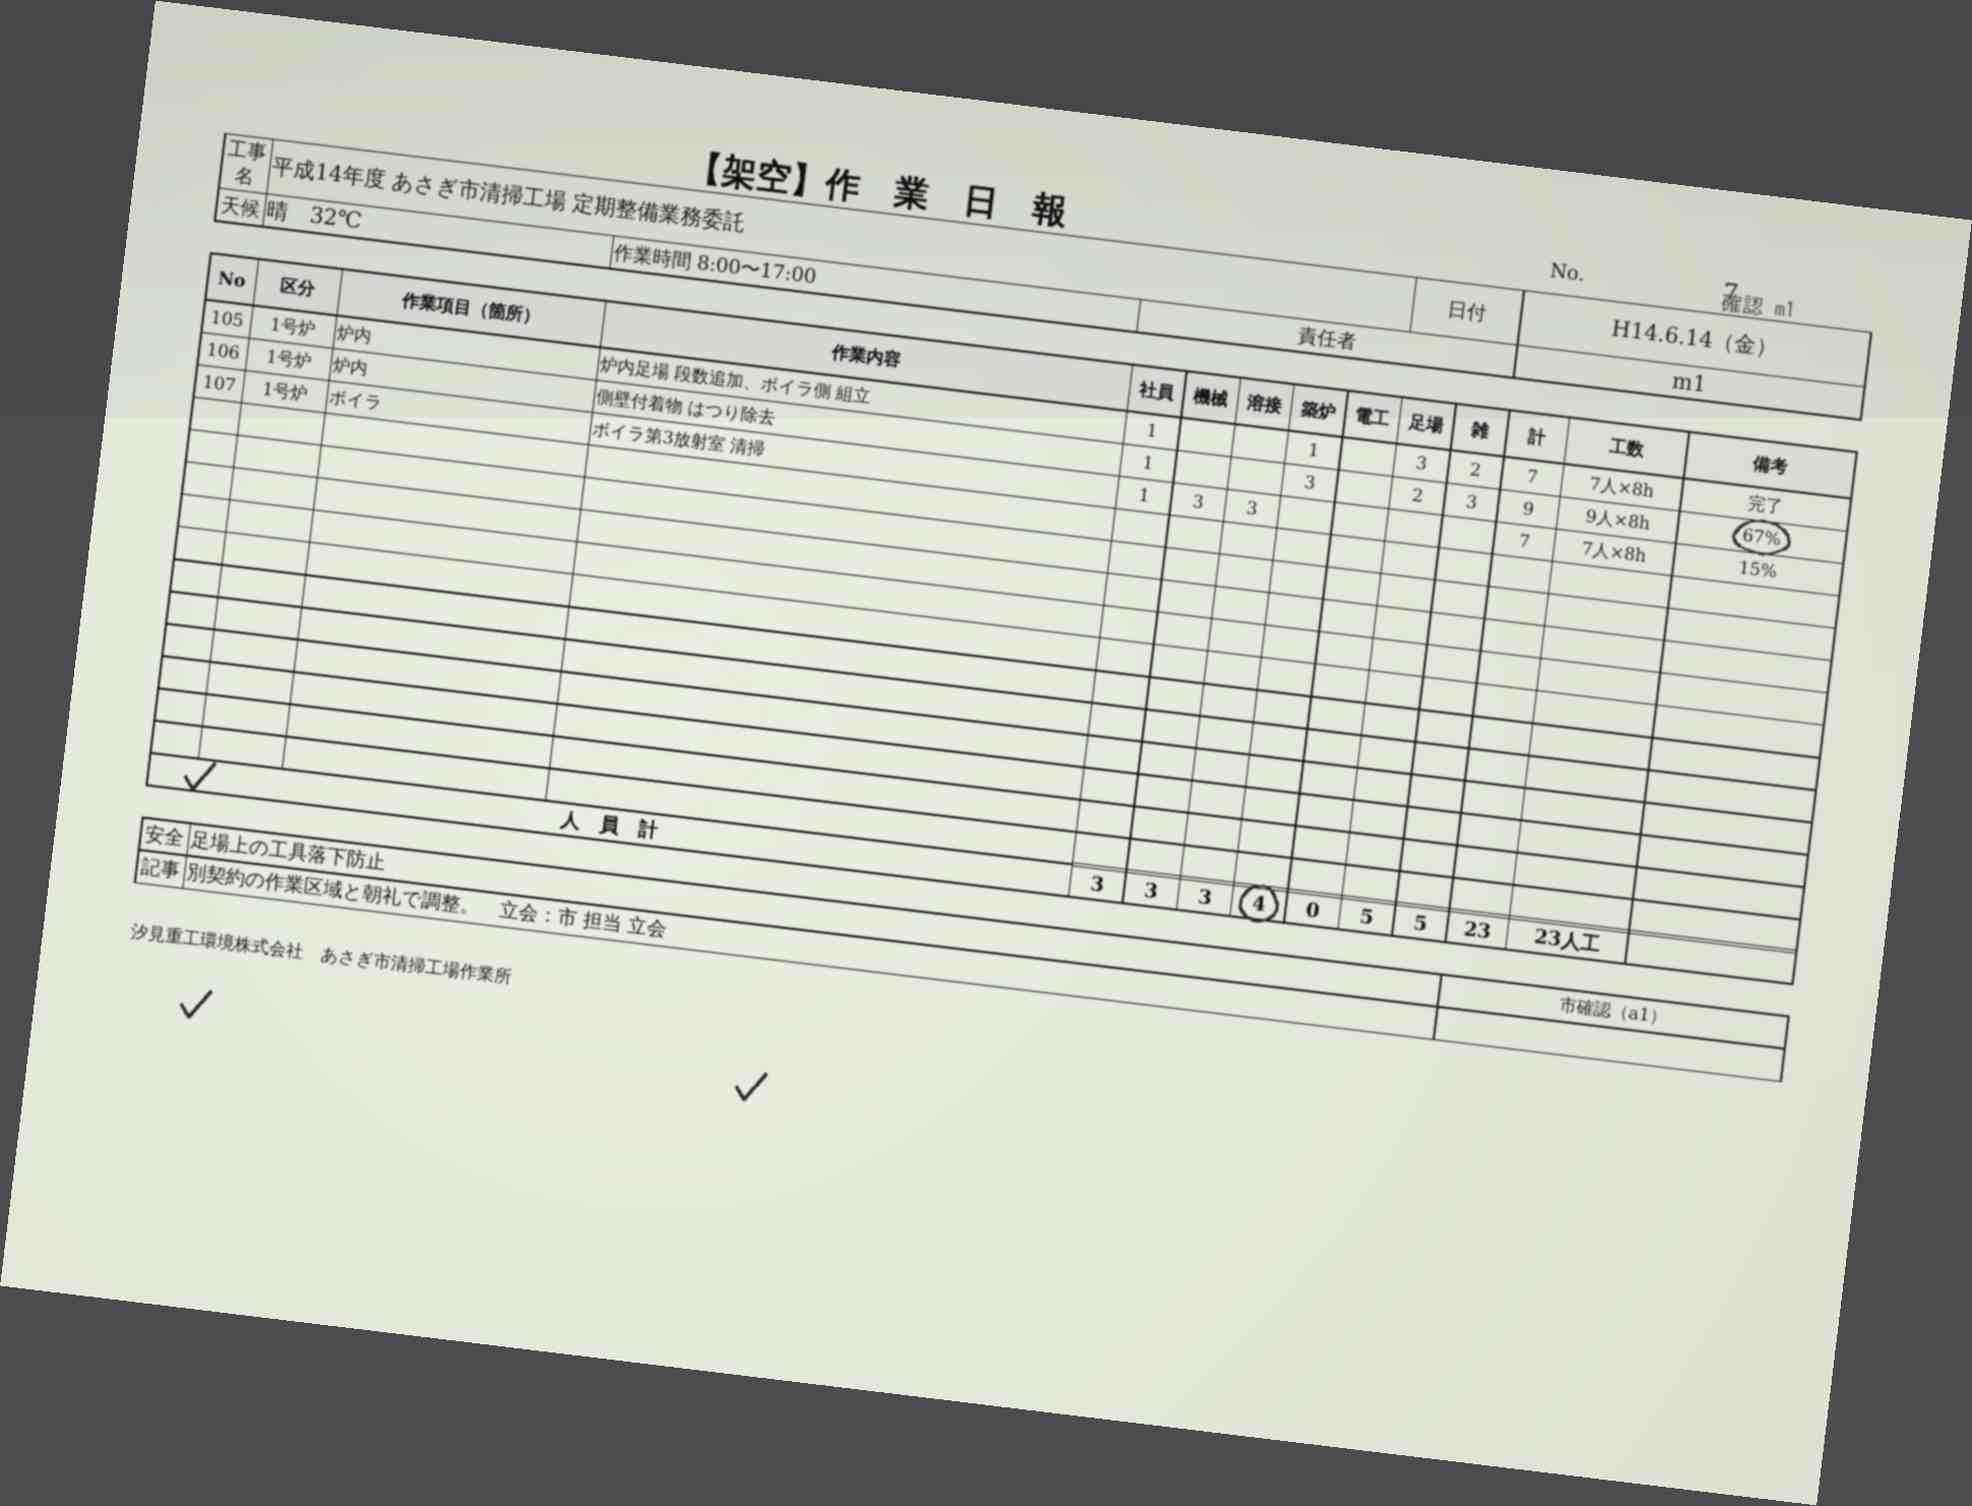 【架空】作 業 日 報
No. 7
確認 m1
工事名 平成14年度 あさぎ市清掃工場 定期整備業務委託 日付 H14.6.14（金）
天候 晴 32℃ 作業時間 8:00〜17:00 責任者 m1
No 区分 作業項目（箇所） 作業内容 社員 機械 溶接 築炉 電工 足場 雑 計 工数 備考
105 1号炉 炉内 炉内足場 段数追加、ボイラ側 組立 1 1 3 2 7 7人×8h 完了
106 1号炉 炉内 側壁付着物 はつり除去 1 3 2 3 9 9人×8h 67%
107 1号炉 ボイラ ボイラ第3放射室 清掃 1 3 3 7 7人×8h 15%
人 員 計 3 3 3 4 0 5 5 23 23人工
安全 足場上の工具落下防止 市確認（a1）
記事 別契約の作業区域と朝礼で調整。 立会：市 担当 立会
汐見重工環境株式会社 あさぎ市清掃工場作業所